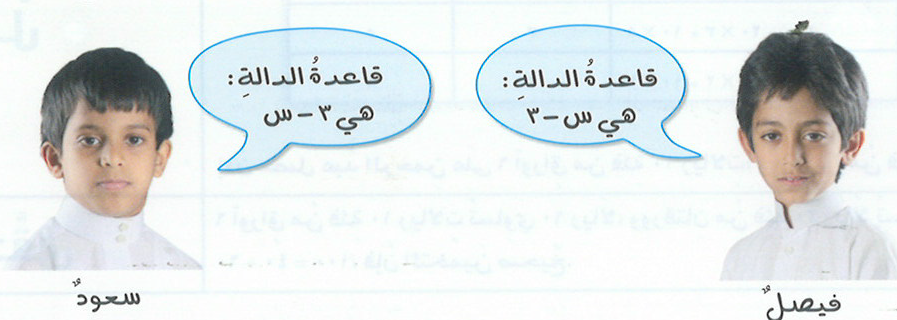 قاعدةُ الدالةِ:
هي س - ٣
قاعدةُ الدالةِ:
هي ٣ - س
فيصلٌ
سعودٌ